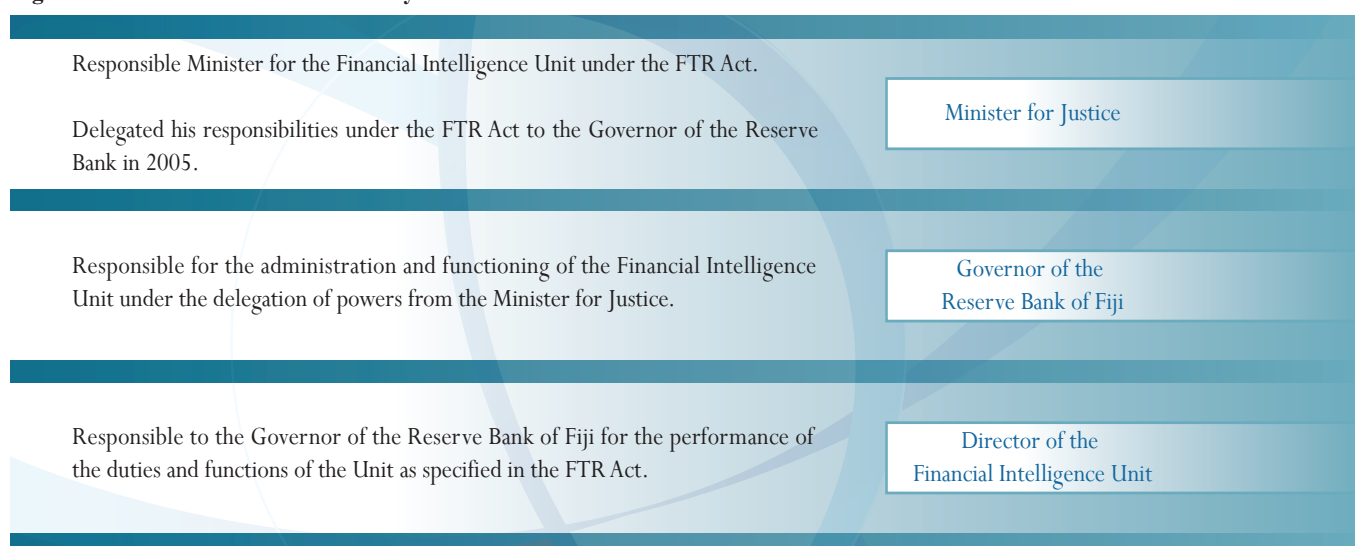 Responsible Minister for the Financial Intelligence Unit under the FTR Act.
Minister for Justice
Delegated his responsibilities under the FTR Act to the Governor of the Reserve
Bank in 2005.
Responsible for the administration and functioning of the Financial Intelligence
Unit under the delegation of powers from the Minister for Justice.
Governor of the
Reserve Bank of Fiji
Responsible to the Governor of the Reserve Bank of Fiji for the performance of
the duties and functions of the Unit as specified in the FTR Act.
Director of the
Financial Intelligence Unit